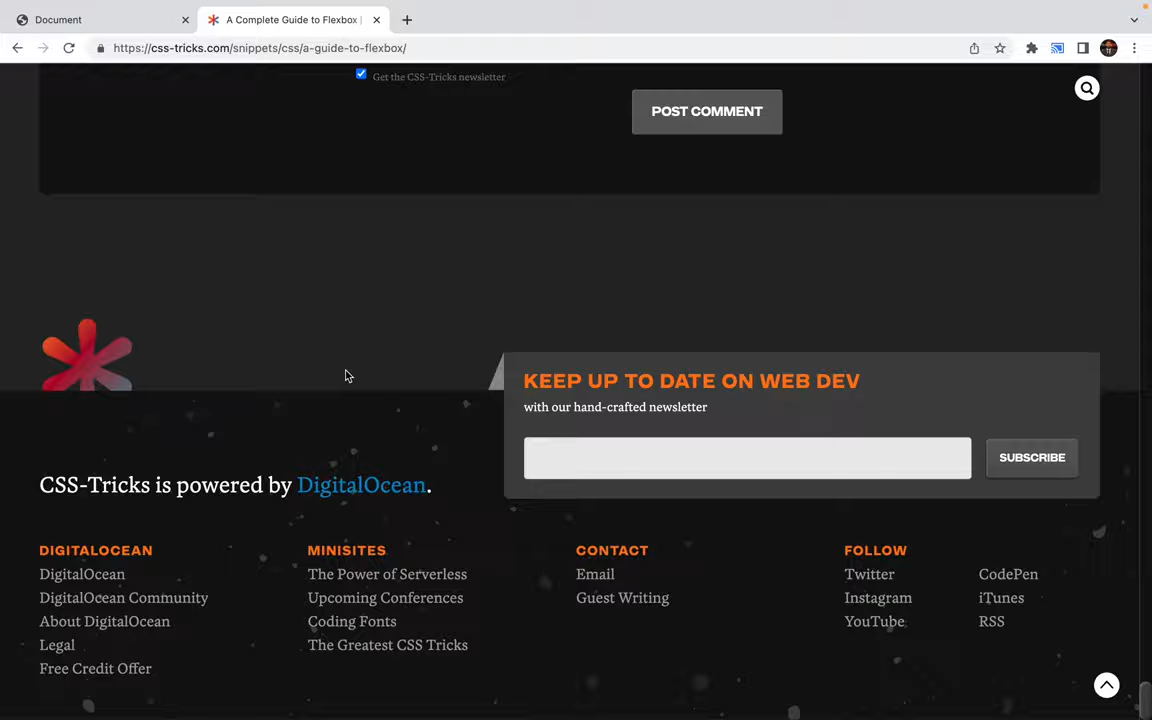 Document
A Complete Guide to Flexbox |
https://css-tricks.com/snippets/css/a-guide-to-flexbox/
Get the CSS-Tricks newsletter
POST COMMENT
KEEP UP TO DATE ON WEB DEV
with our hand-crafted newsletter
SUBSCRIBE
CSS-Tricks is powered by DigitalOcean.
DIGITALOCEAN
DigitalOcean
DigitalOcean Community
About DigitalOcean
Legal
Free Credit Offer
MINISITES
The Power of Serverless
Upcoming Conferences
Coding Fonts
The Greatest CSS Tricks
CONTACT
Email
Guest Writing
FOLLOW
Twitter
Instagram
YouTube
CodePen
iTunes
RSS